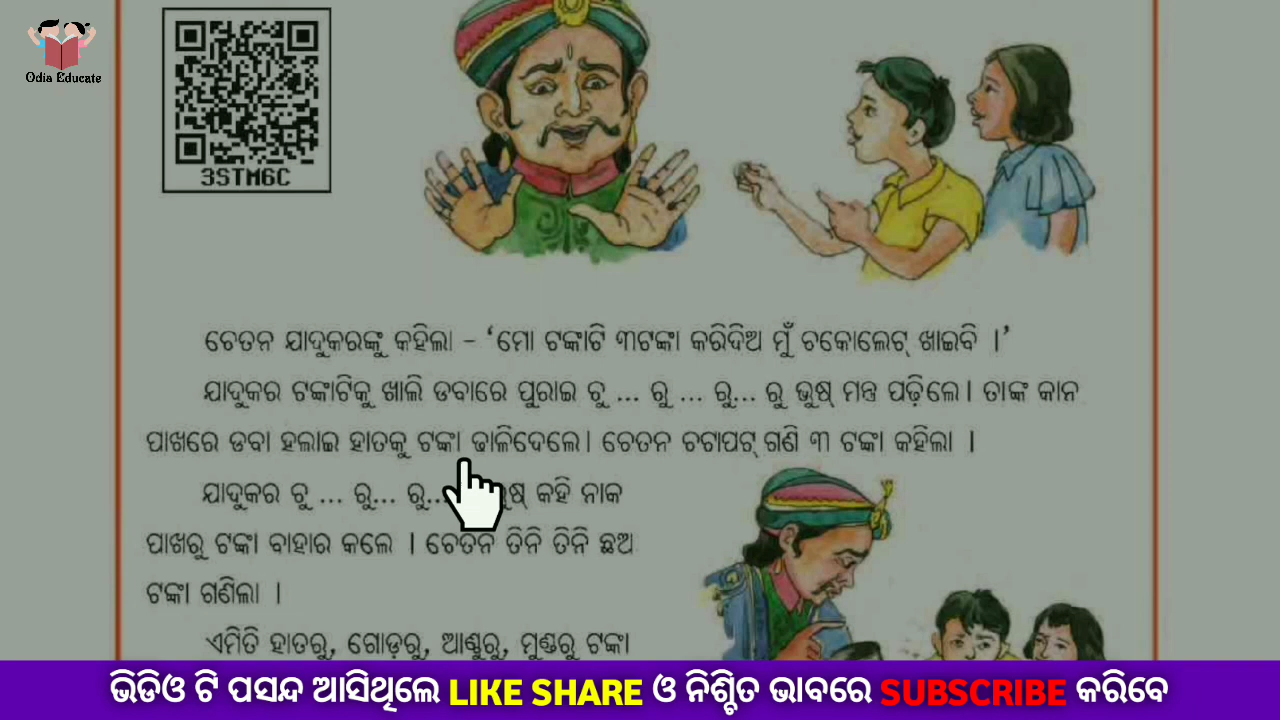 Odia Educate
3STM6C
ଚେତନ ଯାଦୁକରଙ୍କୁ କହିଲା – ‘ମୋ ଟଙ୍କାଟି ୩ଟଙ୍କା କରିଦିଅ ମୁଁ ଚକୋଲେଟ୍ ଖାଇବି ।’
ଯାଦୁକର ଟଙ୍କାଟିକୁ ଖାଲି ଡବାରେ ପୁରାଇ ଚୁ ... ରୁ ... ରୁ... ରୁ ଭୁଷ୍ ମନ୍ତ୍ର ପଢ଼ିଲେ। ତାଙ୍କ କାନ
ପାଖରେ ଡବା ହଲାଇ ହାତକୁ ଟଙ୍କା ଢାଳିଦେଲେ। ଚେତନ ଚଟାପଟ୍ ଗଣି ୩ ଟଙ୍କା କହିଲା ।
ଯାଦୁକର ଚୁ ... ରୁ... ରୁ... କହି ନାକ
ପାଖରୁ ଟଙ୍କା ବାହାର କଲେ । ଚେତନ ତିନି ତିନି ଛଅ
ଟଙ୍କା ଗଣିଲା ।
ଏମିତି ହାତରୁ, ଗୋଡ଼ରୁ, ଆଣ୍ଠୁରୁ, ମୁଣ୍ଡରୁ ଟଙ୍କା
ଭିଡିଓ ଟି ପସନ୍ଦ ଆସିଥିଲେ LIKE SHARE ଓ ନିଶ୍ଚିତ ଭାବରେ SUBSCRIBE କରିବେ